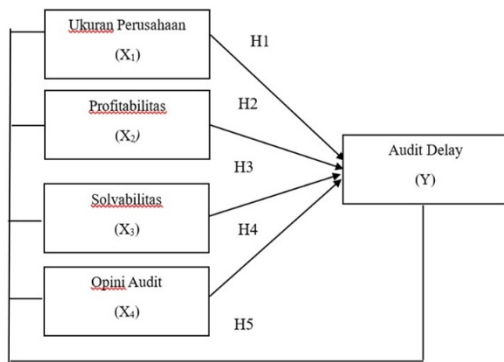 Ukuran Perusahaan
(X₁)
H1
Profitabilitas
(X₂)
H2
Solvabilitas
(X₃)
H3
Opini Audit
(X₄)
H4
H5
Audit Delay
(Y)